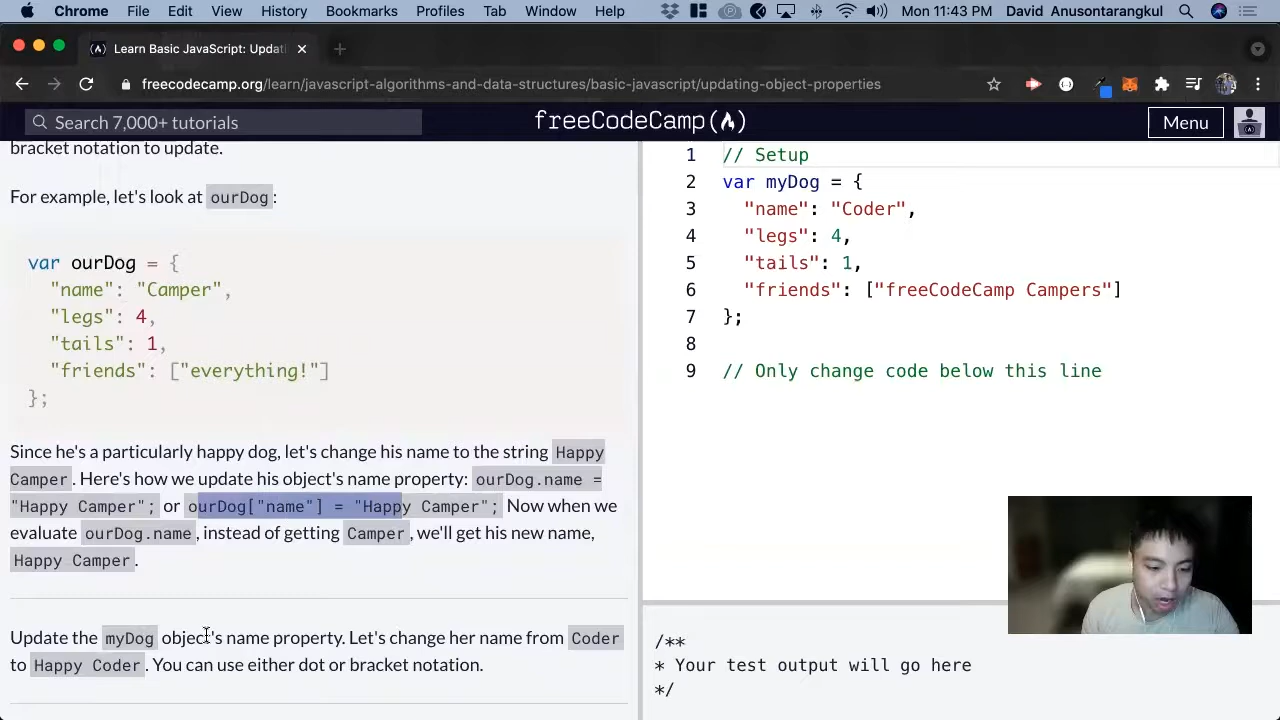 Chrome File Edit View History Bookmarks Profiles Tab Window Help Mon 11:43 PM David Anusontarangkul
Learn Basic JavaScript: Updati
freecodecamp.org/learn/javascript-algorithms-and-data-structures/basic-javascript/updating-object-properties
Search 7,000+ tutorials
freeCodeCamp
Menu
bracket notation to update.
For example, let's look at ourDog:
var ourDog = {
"name": "Camper",
"legs": 4,
"tails": 1,
"friends": ["everything!"]
};
Since he's a particularly happy dog, let's change his name to the string Happy
Camper. Here's how we update his object's name property: ourDog.name =
"Happy Camper"; or ourDog["name"] = "Happy Camper"; Now when we
evaluate ourDog.name, instead of getting Camper, we'll get his new name,
Happy Camper.
Update the myDog object's name property. Let's change her name from Coder
to Happy Coder. You can use either dot or bracket notation.
1 // Setup
2 var myDog = {
3 "name": "Coder",
4 "legs": 4,
5 "tails": 1,
6 "friends": ["freeCodeCamp Campers"]
7 };
8
9 // Only change code below this line
/**
* Your test output will go here
*/